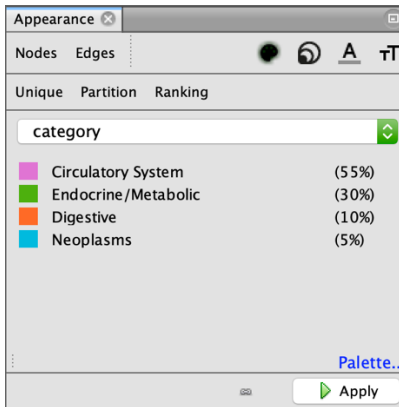 Appearance
Nodes Edges A TT
Unique Partition Ranking
category
Circulatory System (55%)
Endocrine/Metabolic (30%)
Digestive (10%)
Neoplasms (5%)
Palette..
Apply